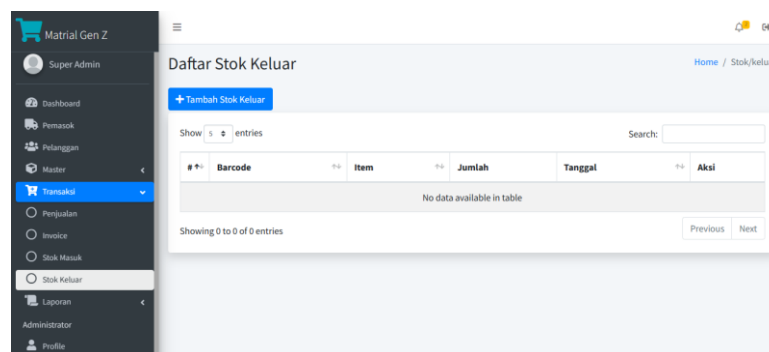 Matrial Gen Z
Super Admin
Dashboard
Pemasok
Pelanggan
Master
Transaksi
Penjualan
Invoice
Stok Masuk
Stok Keluar
Laporan
Administrator
Profile
Daftar Stok Keluar
Home / Stok/kelu
+ Tambah Stok Keluar
Show 5 entries
Search:
# Barcode Item Jumlah Tanggal Aksi
No data available in table
Showing 0 to 0 of 0 entries
Previous Next